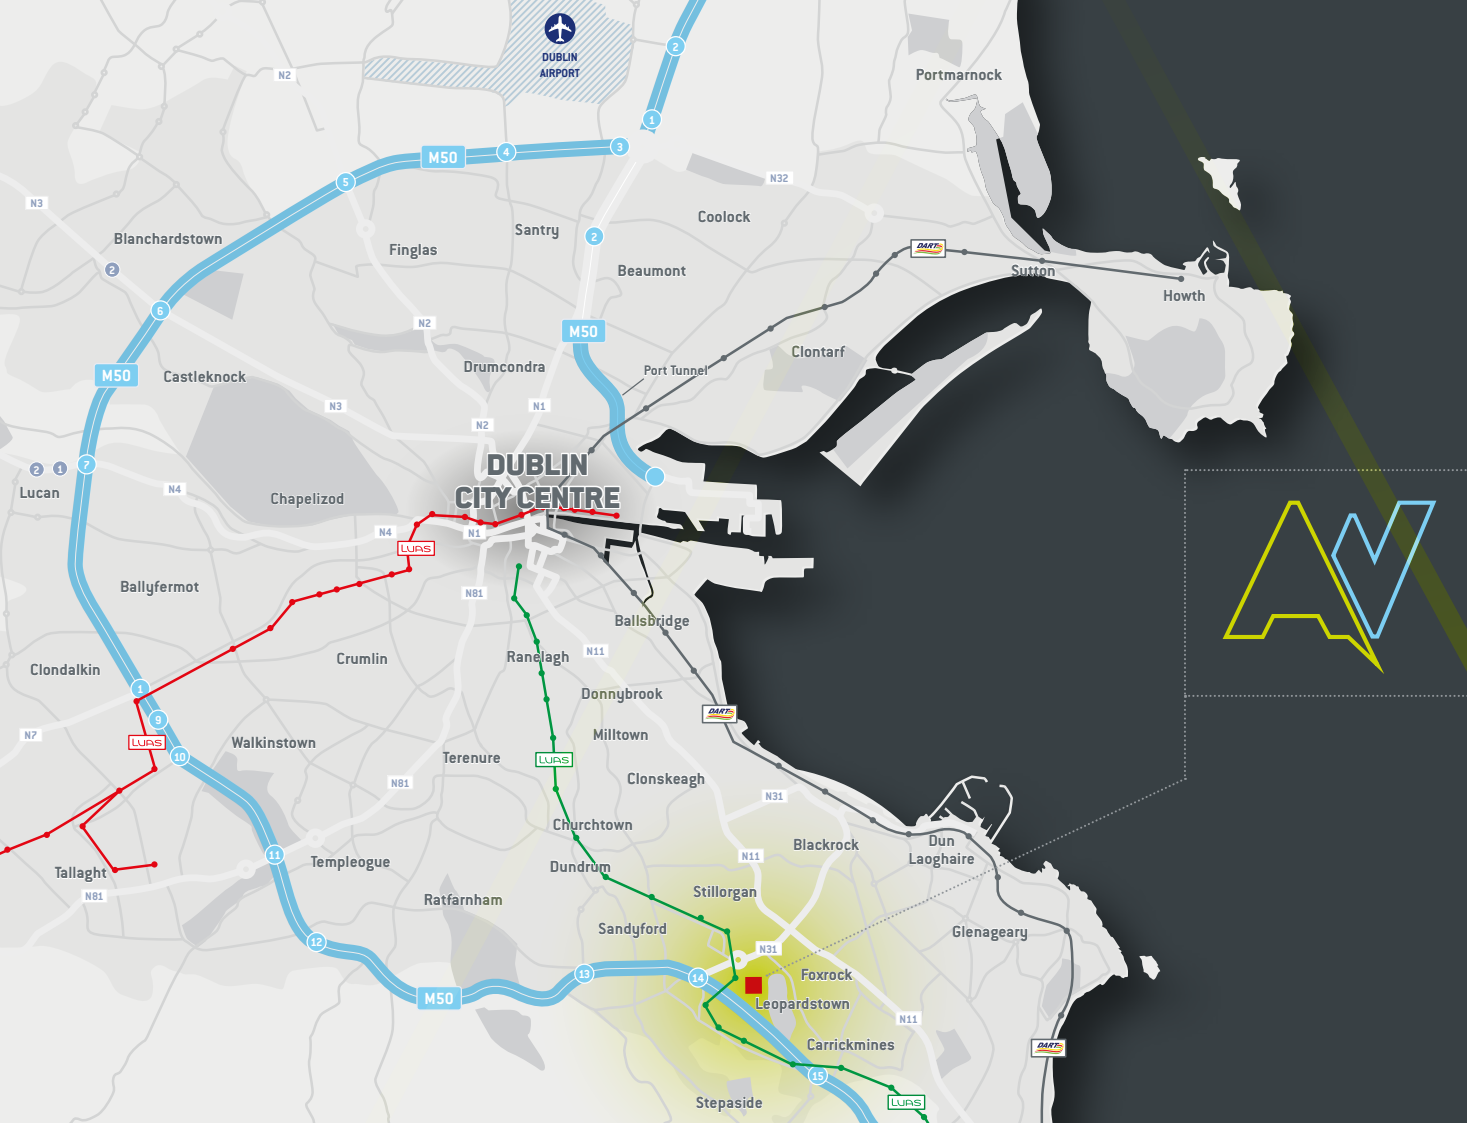 DUBLIN
AIRPORT
2
Portmarnock
N2
1
3
4
M50
5
N32
N3
Coolock
Santry
2
Blanchardstown
Finglas
DART
Beaumont
2
Sutton
Howth
6
N2
M50
Clontarf
Drumcondra
Port Tunnel
M50
Castleknock
N3
N1
N2
DUBLIN
CITY CENTRE
7
2
1
Lucan
N4
Chapelizod
N4
N1
LUAS
Ballyfermot
N81
Ballsbridge
Ranelagh
N11
Crumlin
Clondalkin
1
Donnybrook
DART
9
N7
LUAS
Walkinstown
Milltown
10
Terenure
LUAS
Clonskeagh
N81
N31
Churchtown
Blackrock
Dun
Laoghaire
11
Templeogue
N11
Dundrum
Tallaght
N81
Stillorgan
Ratfarnham
Sandyford
Glenageary
12
N31
13
14
Foxrock
M50
Leopardstown
N11
Carrickmines
DART
15
Stepaside
LUAS